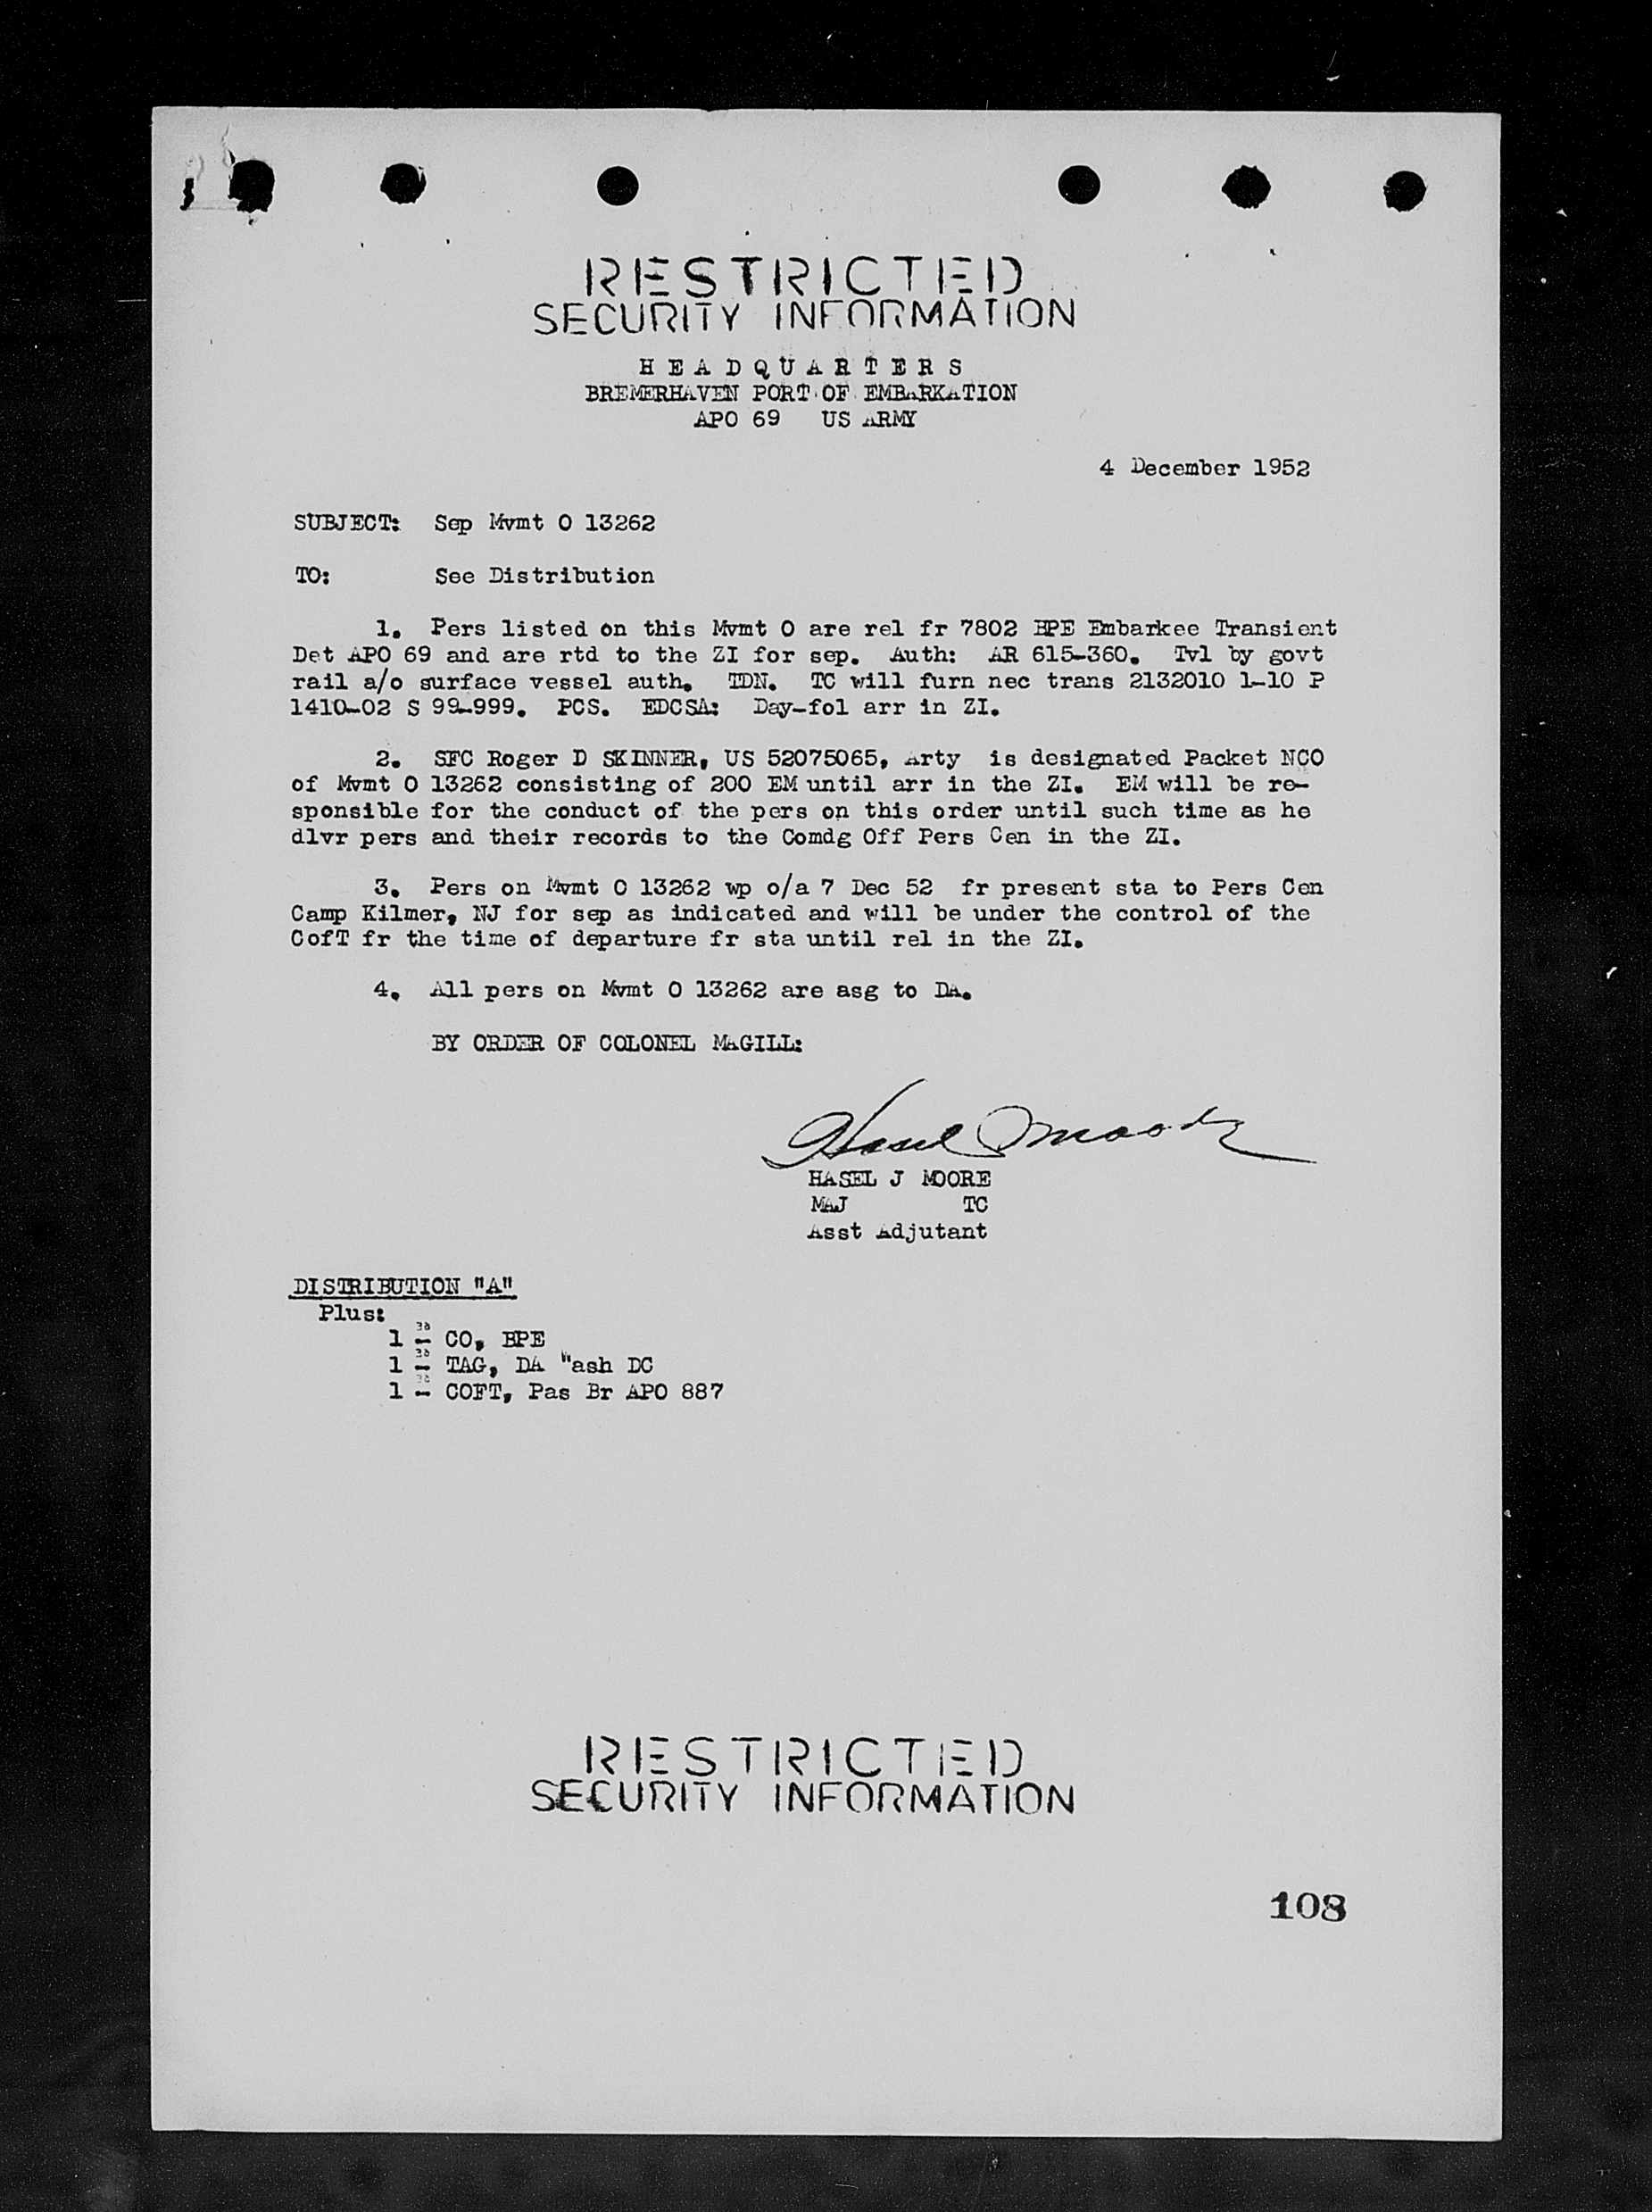 RESTRICTED
SECURITY INFORMATION
HEADQUARTERS
BREMERHAVEN PORT OF EMBARKATION
APO 69 US ARMY
4 December 1952
SUBJECT: Sep Mvmt O 13262
TO: See Distribution
1. Pers listed on this Mvmt O are rel fr 7802 BPE Embarkee Transient
Det APO 69 and are rtd to the ZI for sep. Auth: AR 615-360. Tvl by govt
rail a/o surface vessel auth. TDN. TC will furn nec trans 2132010 1-10 P
1410-02 S 99-999. PCS. EDCSA: Day-fol arr in ZI.
2. SFC Roger D SKINNER, US 52075065, Arty is designated Packet NCO
of Mvmt O 13262 consisting of 200 EM until arr in the ZI. EM will be re-
sponsible for the conduct of the pers on this order until such time as he
dlvr pers and their records to the Comdg Off Pers Cen in the ZI.
3. Pers on Mvmt O 13262 wp o/a 7 Dec 52 fr present sta to Pers Cen
Camp Kilmer, NJ for sep as indicated and will be under the control of the
CofT fr the time of departure fr sta until rel in the ZI.
4. All pers on Mvmt O 13262 are asg to DA.
BY ORDER OF COLONEL MAGILL:
HASEL J MOORE
MAJ TC
Asst Adjutant
DISTRIBUTION "A"
Plus:
1 - CO, BPE
1 - TAG, DA Wash DC
1 - COFT, Pas Br APO 887
RESTRICTED
SECURITY INFORMATION
108